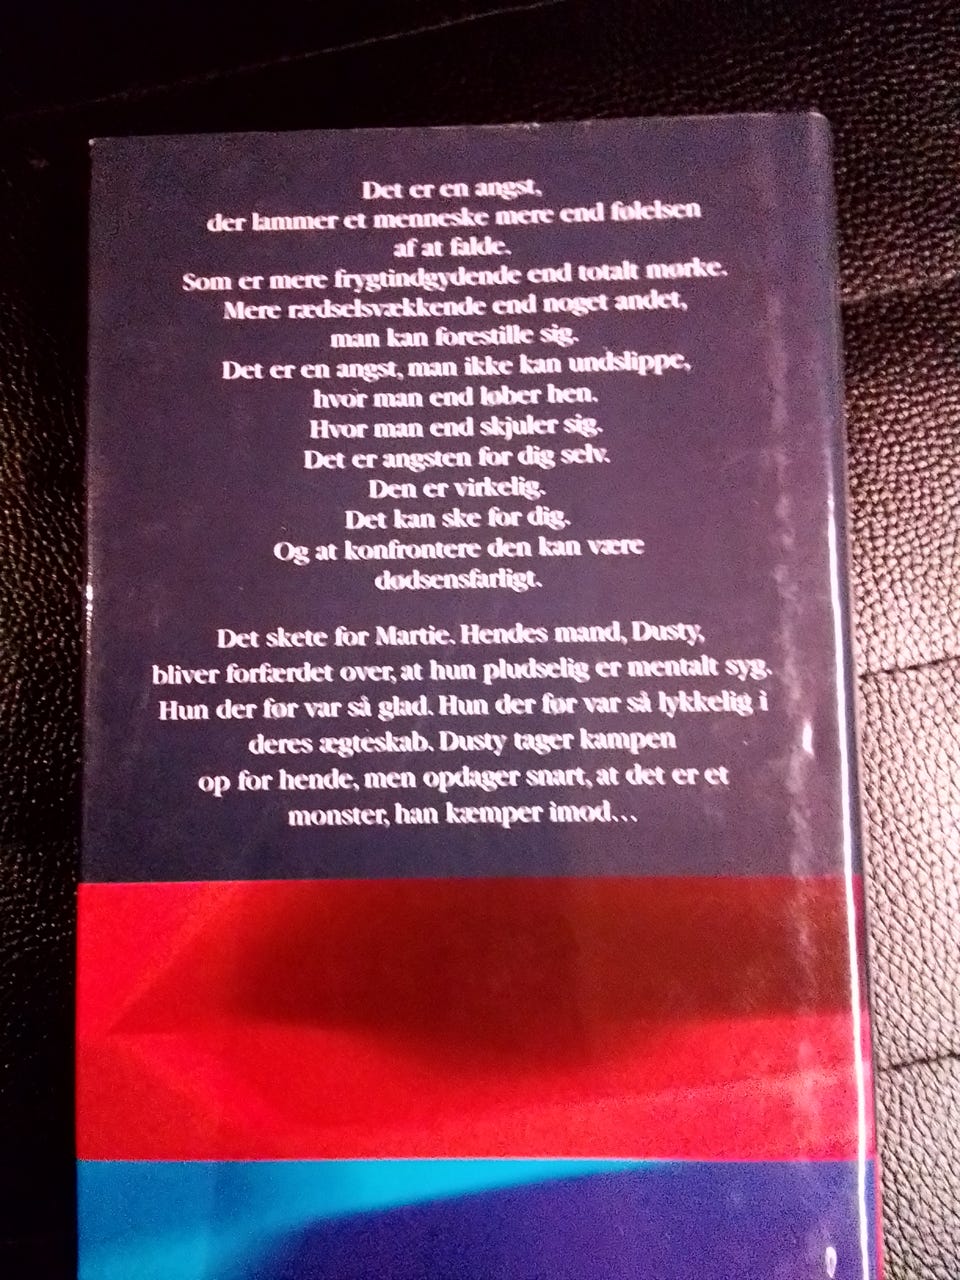 Det er en angst,
der lammer et menneske mere end følelsen
af at falde.
Som er mere frygtindgydende end totalt mørke.
Mere rædselsvækkende end noget andet,
man kan forestille sig.
Det er en angst, man ikke kan undslippe,
hvor man end løber hen.
Hvor man end skjuler sig.
Det er angsten for dig selv.
Den er virkelig.
Det kan ske for dig.
Og at konfrontere den kan være
dødsensfarligt.
Det skete for Martie. Hendes mand, Dusty,
bliver forfærdet over, at hun pludselig er mentalt syg.
Hun der før var så glad. Hun der før var så lykkelig i
deres ægteskab. Dusty tager kampen
op for hende, men opdager snart, at det er et
monster, han kæmper imod...